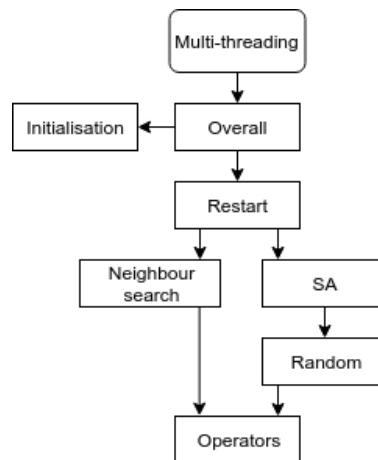 Multi-threading
Initialisation
Overall
Restart
Neighbour
search
SA
Random
Operators